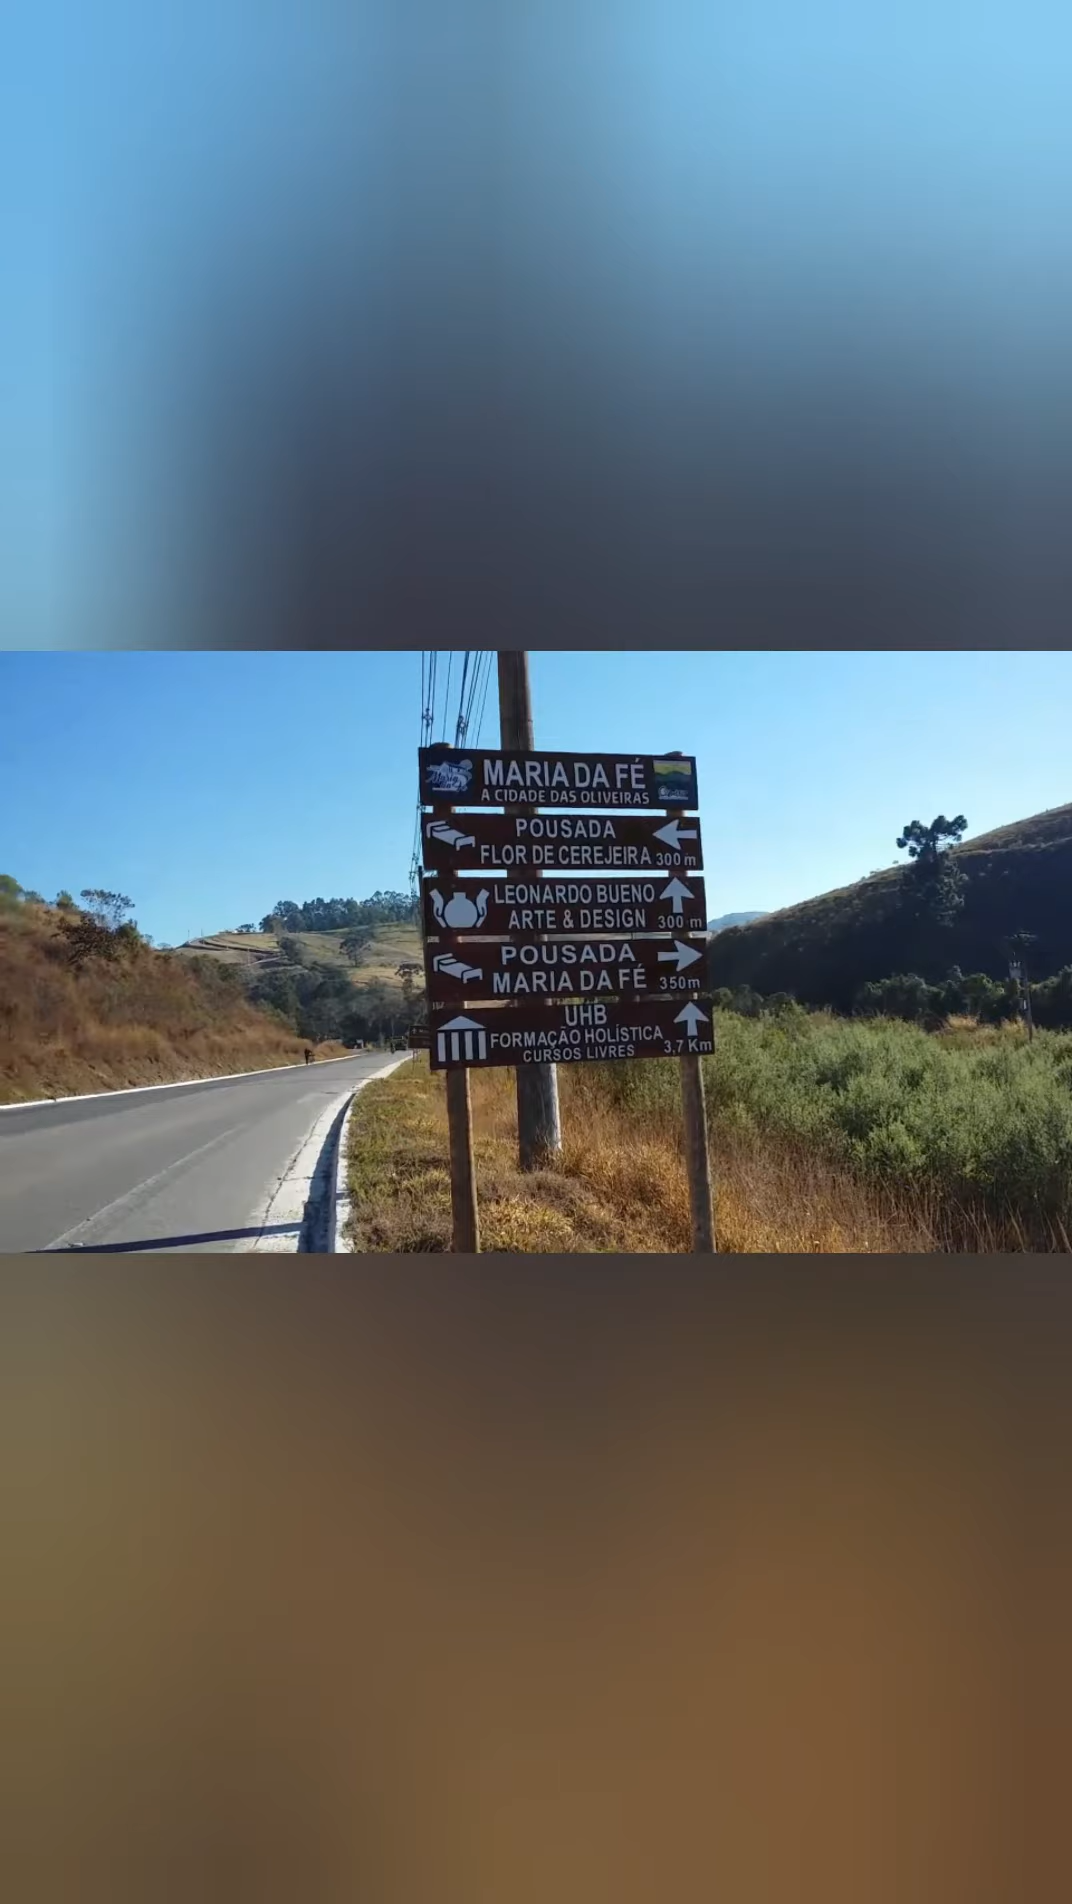 MARIA DA FÉ
A CIDADE DAS OLIVEIRAS
POUSADA
FLOR DE CEREJEIRA 300 m
LEONARDO BUENO
ARTE & DESIGN 300 m
POUSADA
MARIA DA FÉ 350m
UHB
FORMAÇÃO HOLÍSTICA
CURSOS LIVRES 3,7 Km